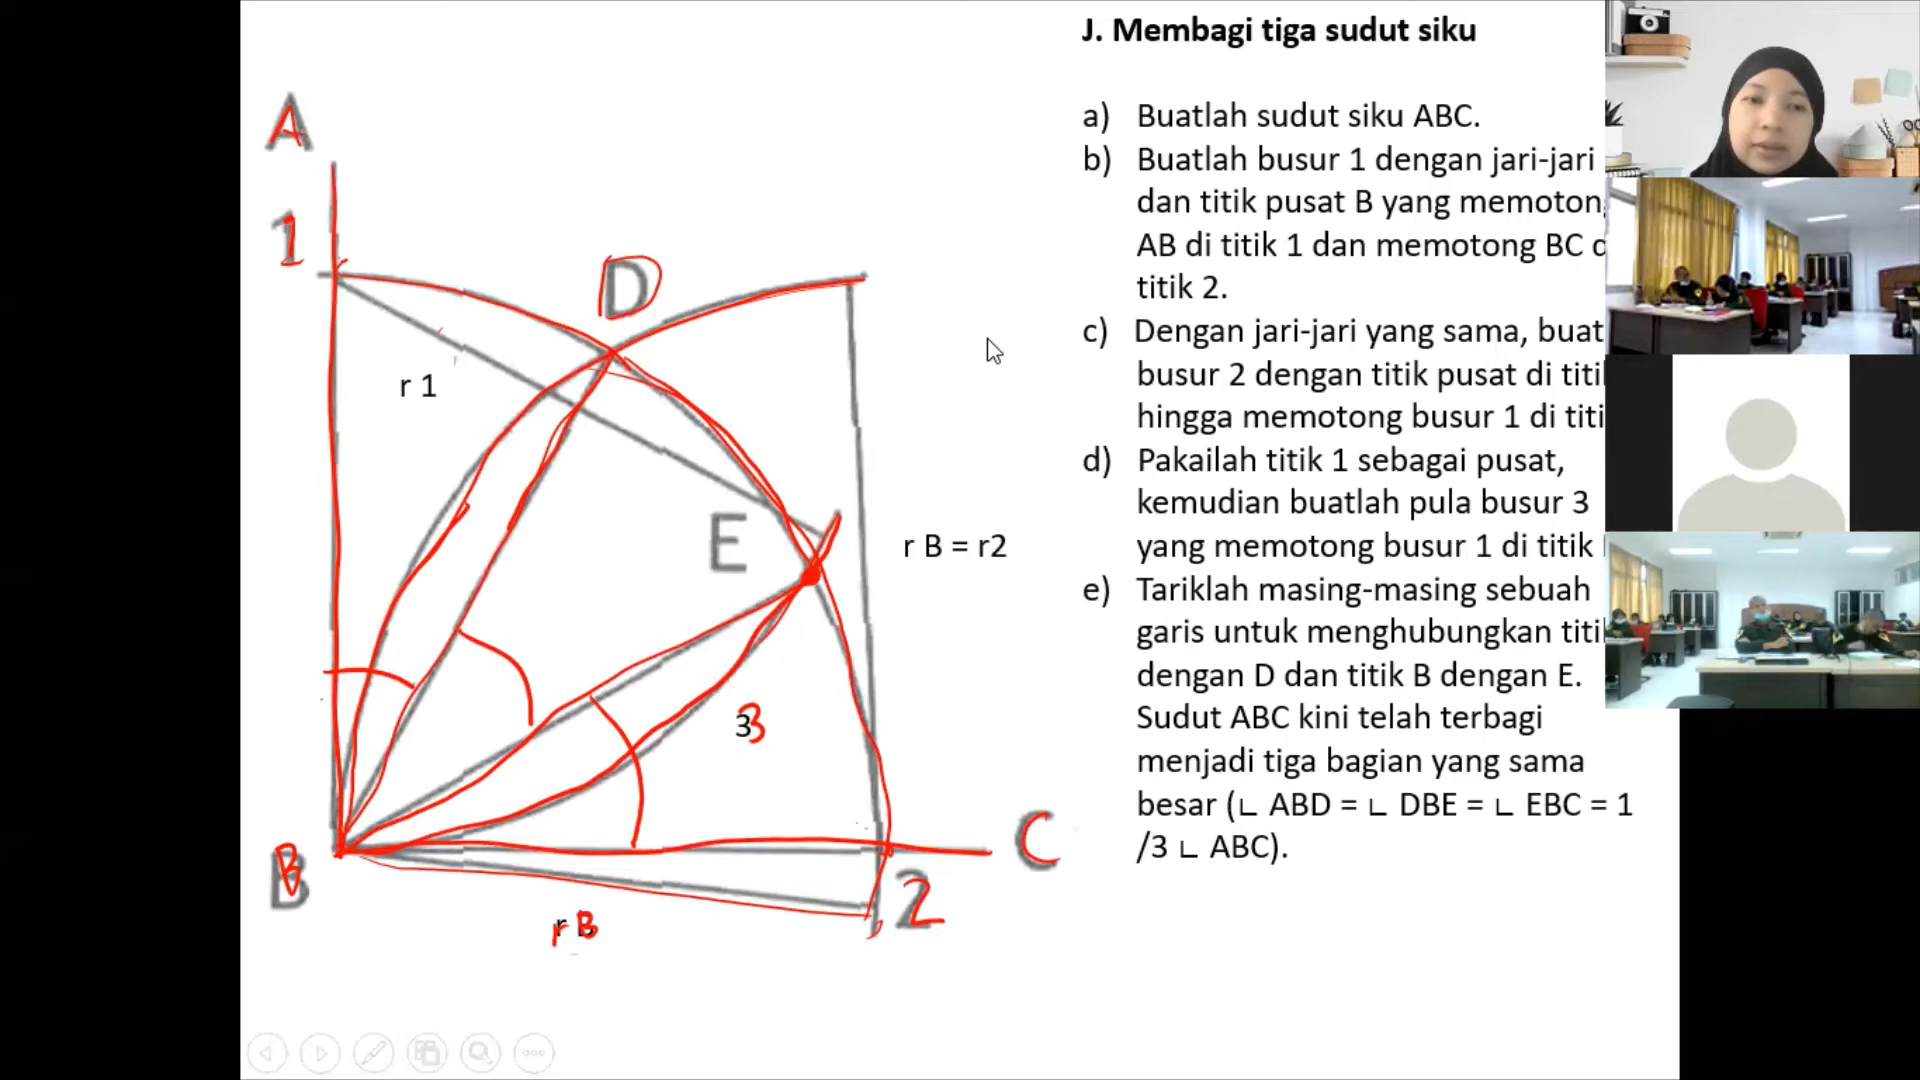 J. Membagi tiga sudut siku
a) Buatlah sudut siku ABC.
b) Buatlah busur 1 dengan jari-jari
dan titik pusat B yang memotong
AB di titik 1 dan memotong BC
titik 2.
c) Dengan jari-jari yang sama, buat
busur 2 dengan titik pusat di
hingga memotong busur 1 di
d) Pakailah titik 1 sebagai pusat,
kemudian buatlah pula busur 3
yang memotong busur 1 di titik
e) Tariklah masing-masing sebuah
garis untuk menghubungkan
dengan D dan titik B dengan E.
Sudut ABC kini telah terbagi
menjadi tiga bagian yang sama
besar (∟ ABD = ∟ DBE = ∟ EBC = 1
/3 ∟ ABC).
A
1
D
r 1
E
r B = r2
3
3
C
B
2
r B